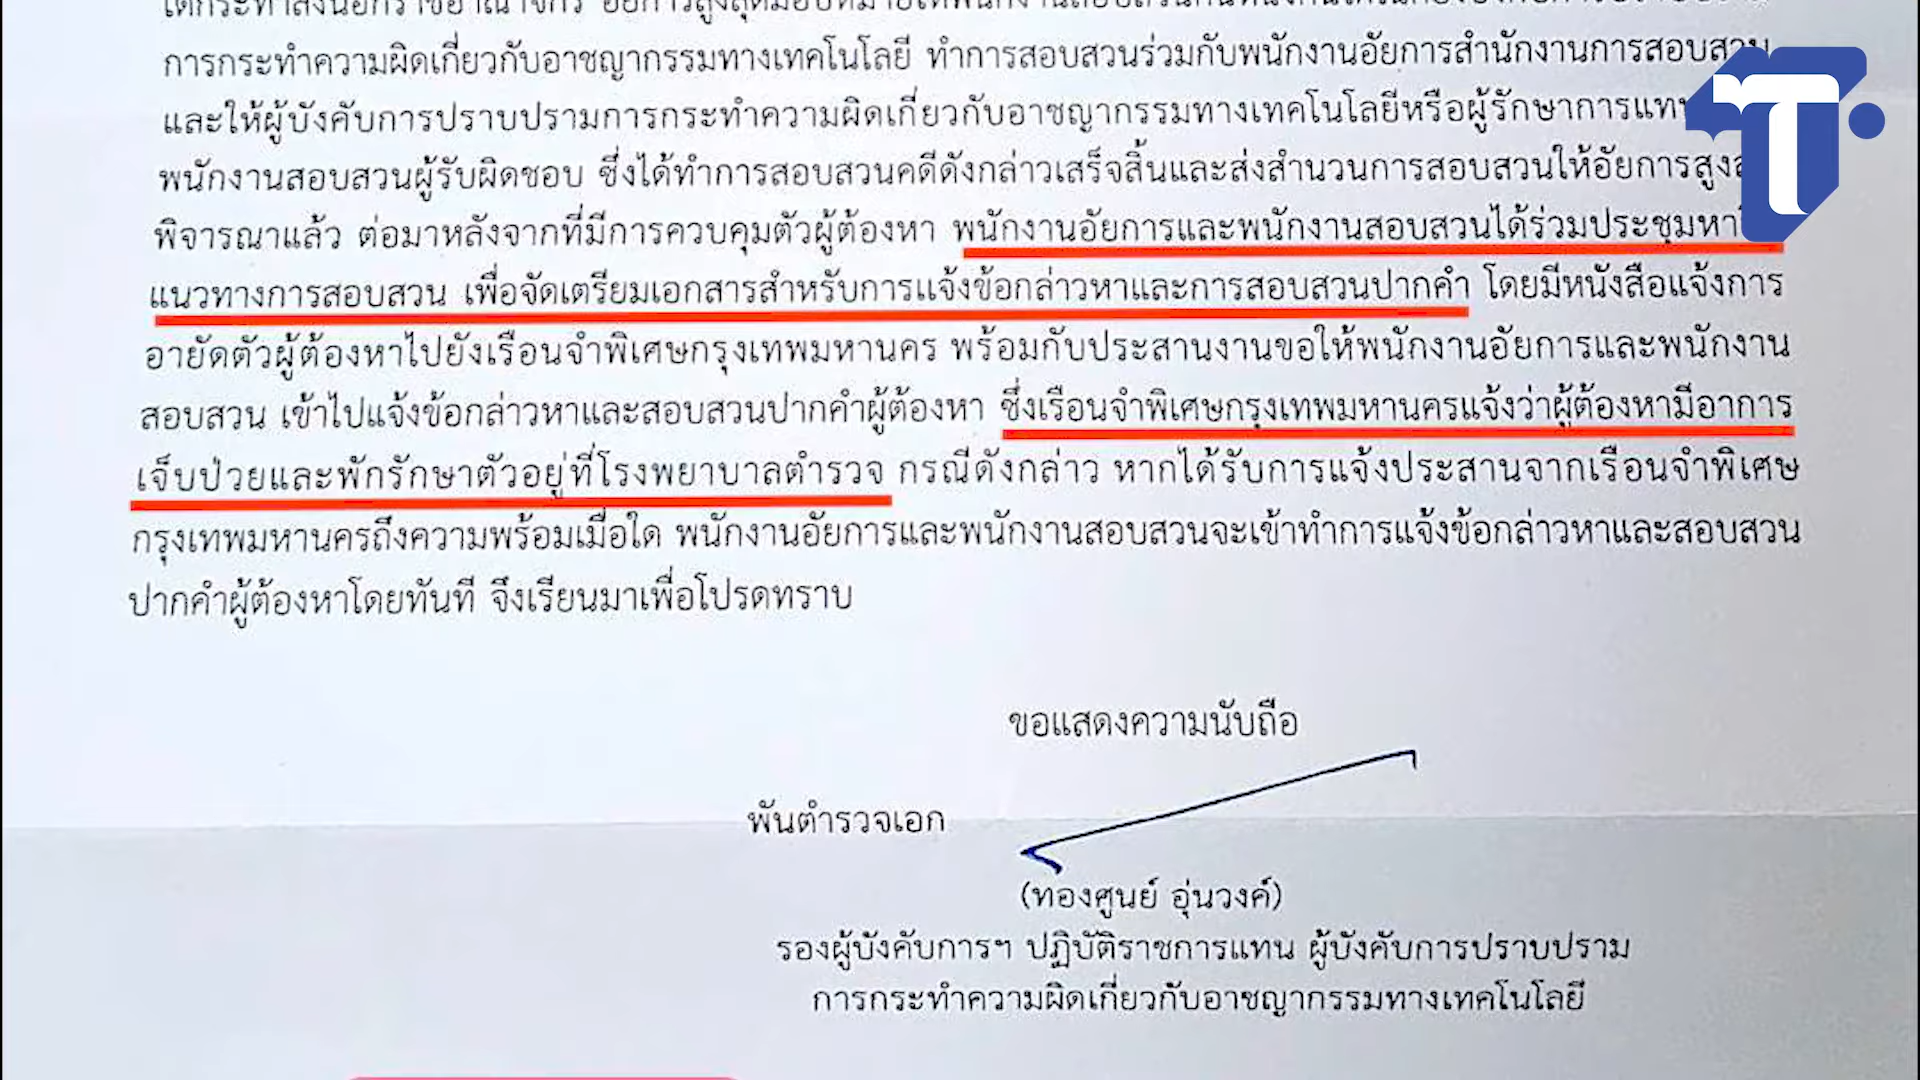 การกระทำความผิดเกี่ยวกับอาชญากรรมทางเทคโนโลยี ทำการสอบสวนร่วมกับพนักงานอัยการสำนักงานการสอบสวน
และให้ผู้บังคับการปราบปรามการกระทำความผิดเกี่ยวกับอาชญากรรมทางเทคโนโลยีหรือผู้รักษาการแทน
พนักงานสอบสวนผู้รับผิดชอบ ซึ่งได้ทำการสอบสวนคดีดังกล่าวเสร็จสิ้นและส่งสำนวนการสอบสวนให้อัยการ
พิจารณาแล้ว ต่อมาหลังจากที่มีการควบคุมตัวผู้ต้องหา พนักงานอัยการและพนักงานสอบสวนได้ร่วมประชุมหา
แนวทางการสอบสวน เพื่อจัดเตรียมเอกสารสำหรับการแจ้งข้อกล่าวหาและการสอบสวนปากคำ โดยมีหนังสือแจ้งการ
อายัดตัวผู้ต้องหาไปยังเรือนจำพิเศษกรุงเทพมหานคร พร้อมกับประสานงานขอให้พนักงานอัยการและพนักงาน
สอบสวน เข้าไปแจ้งข้อกล่าวหาและสอบสวนปากคำผู้ต้องหา ซึ่งเรือนจำพิเศษกรุงเทพมหานครแจ้งว่าผู้ต้องหามีอาการ
เจ็บป่วยและพักรักษาตัวอยู่ที่โรงพยาบาลตำรวจ กรณีดังกล่าว หากได้รับการแจ้งประสานจากเรือนจำพิเศษ
กรุงเทพมหานครถึงความพร้อมเมื่อใด พนักงานอัยการและพนักงานสอบสวนจะเข้าทำการแจ้งข้อกล่าวหาและสอบสวน
ปากคำผู้ต้องหาโดยทันที จึงเรียนมาเพื่อโปรดทราบ
ขอแสดงความนับถือ
พันตำรวจเอก
(ทองศูนย์ อุ่นวงค์)
รองผู้บังคับการฯ ปฏิบัติราชการแทน ผู้บังคับการปราบปราม
การกระทำความผิดเกี่ยวกับอาชญากรรมทางเทคโนโลยี